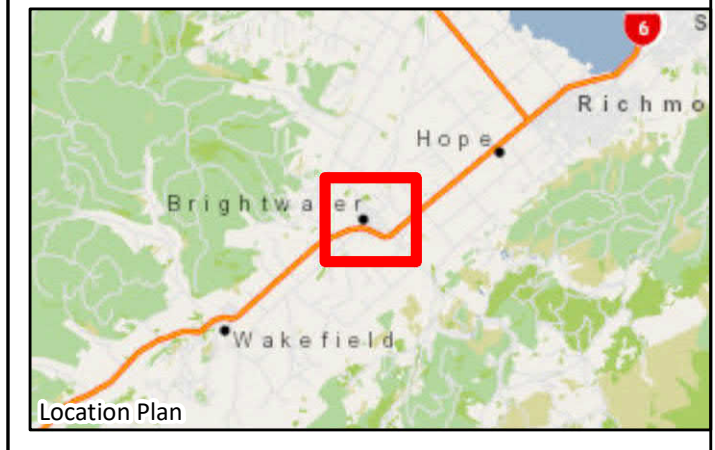 6
S
Richmo
Hope
Brightwater
Wakefield
Location Plan